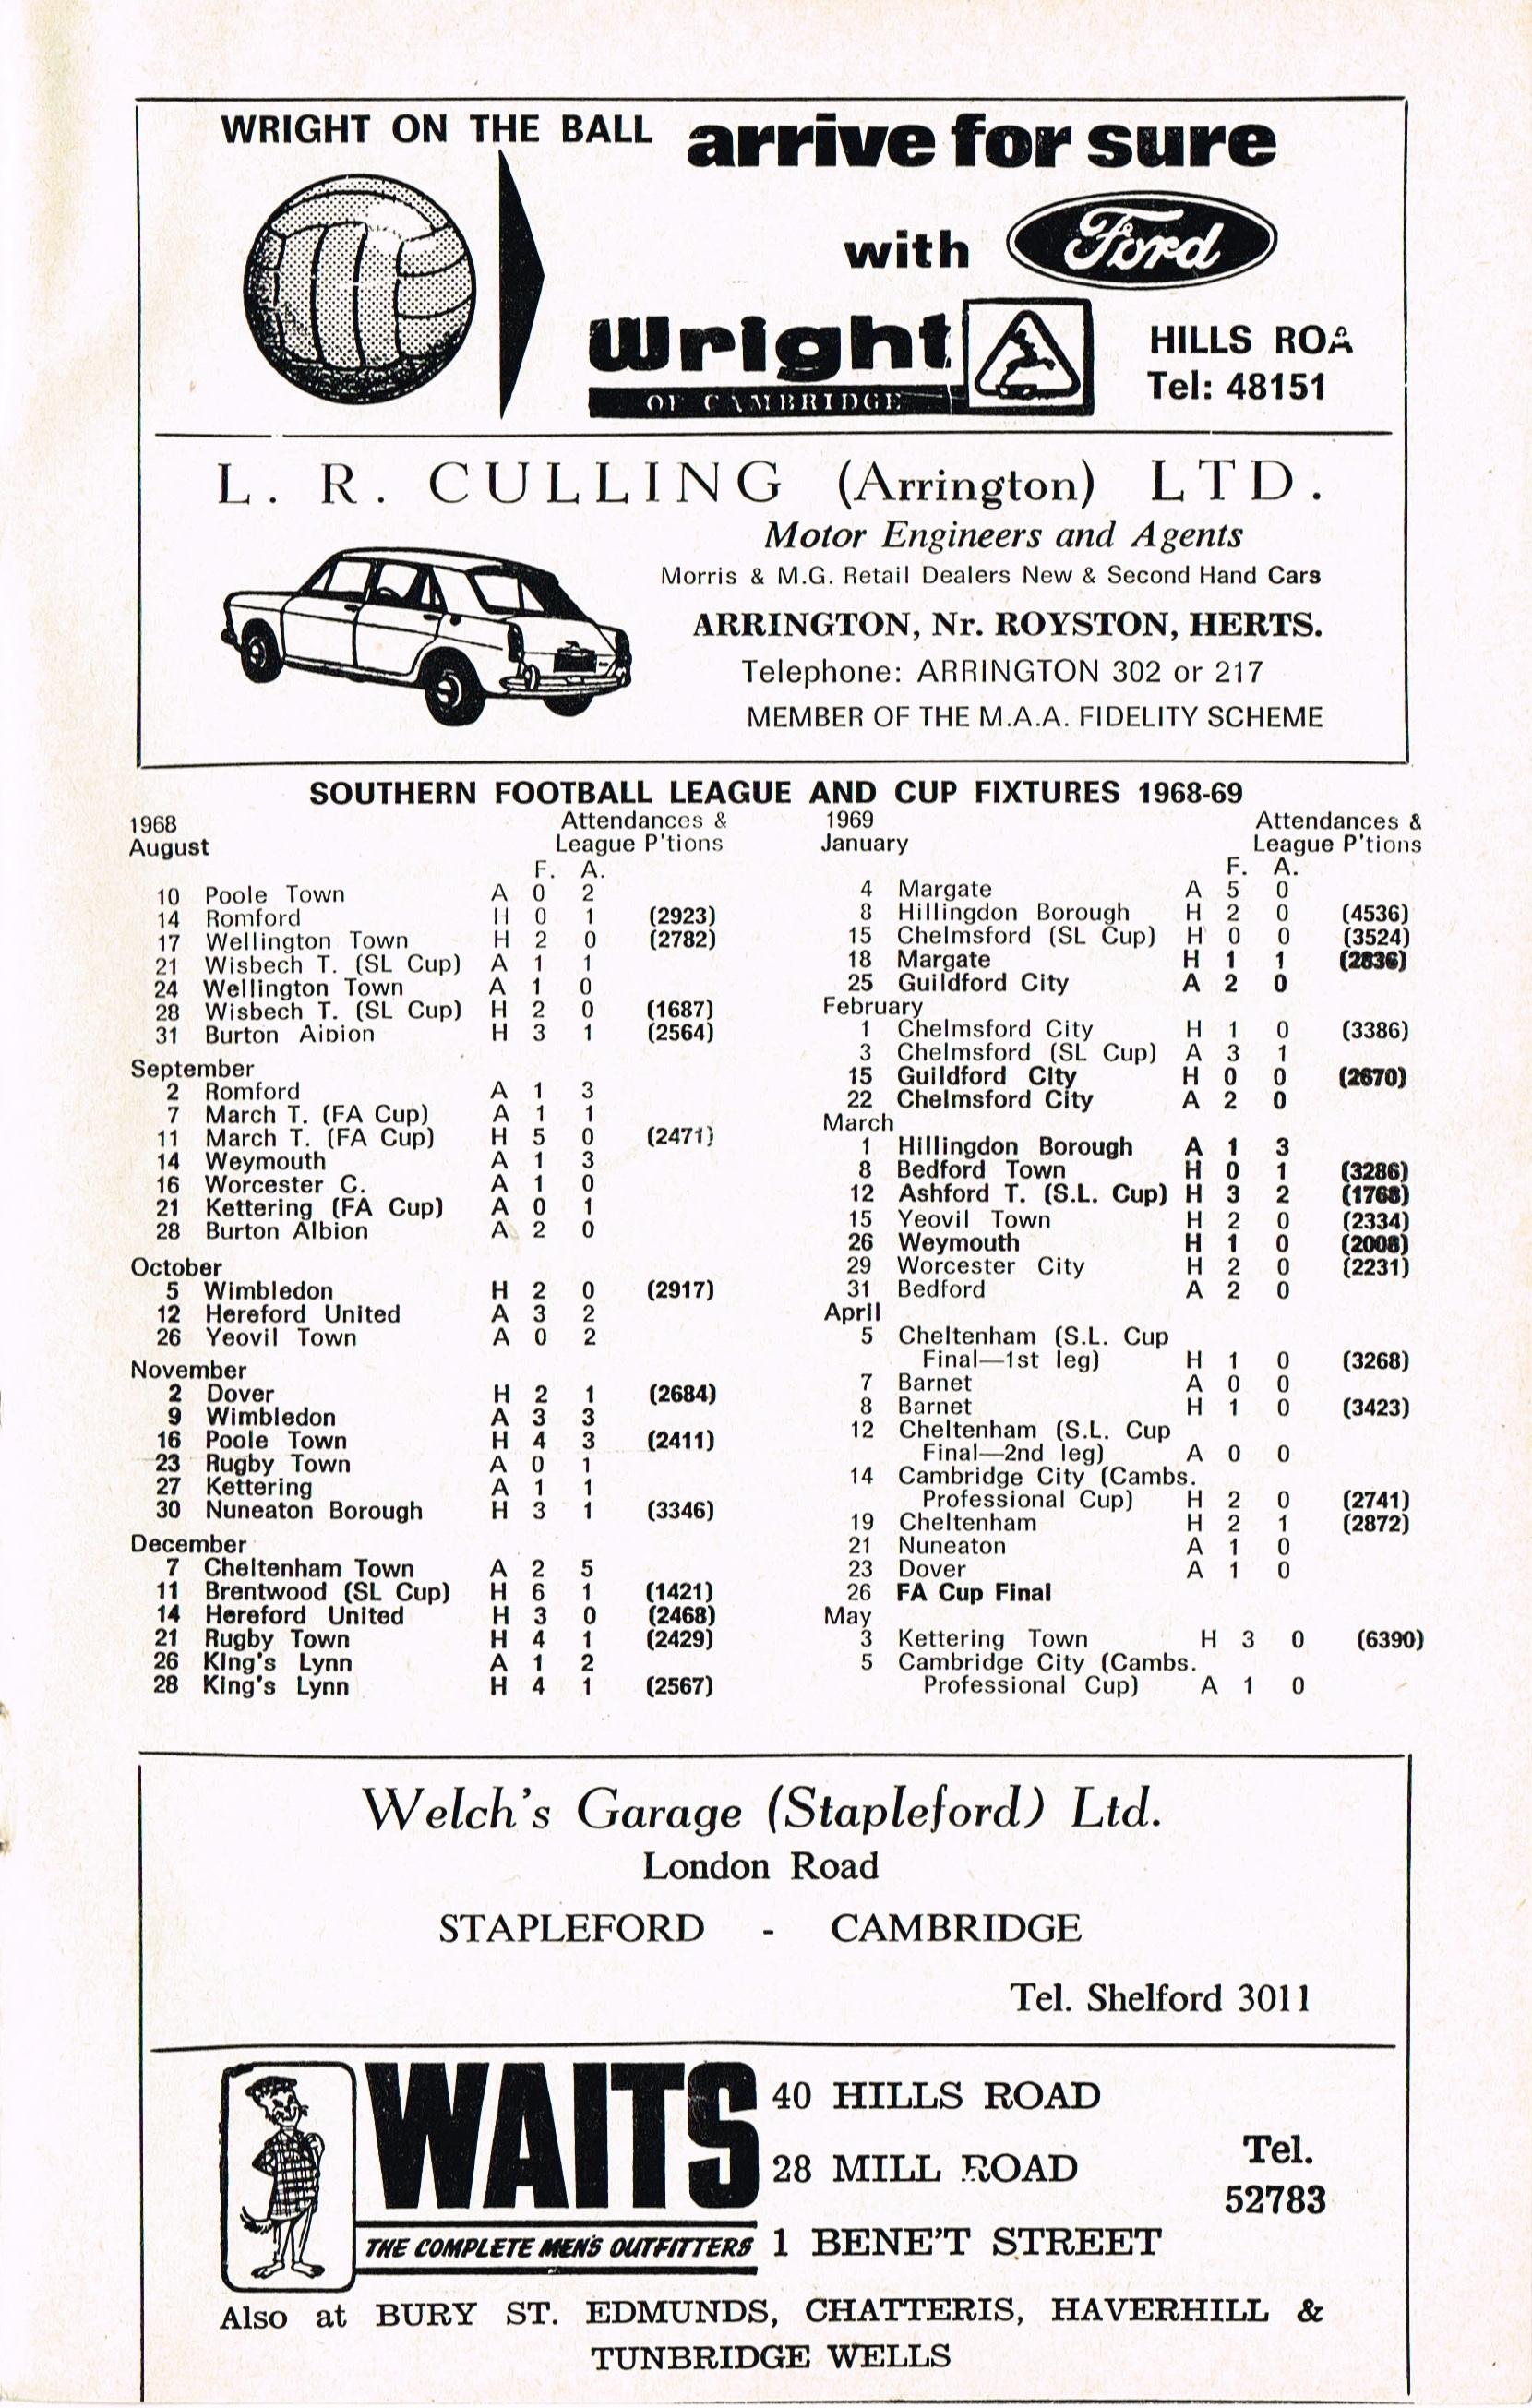 WRIGHT ON THE BALL arrive for sure
with Ford
Wright
OF CAMBRIDGE
HILLS ROA
Tel: 48151
L. R. CULLING (Arrington) LTD.
Motor Engineers and Agents
Morris & M.G. Retail Dealers New & Second Hand Cars
ARRINGTON, Nr. ROYSTON, HERTS.
Telephone: ARRINGTON 302 or 217
MEMBER OF THE M.A.A. FIDELITY SCHEME
SOUTHERN FOOTBALL LEAGUE AND CUP FIXTURES 1968-69
1968 Attendances &
August League P'tions
F. A.
10 Poole Town A 0 2
14 Romford H 0 1 (2923)
17 Wellington Town H 2 0 (2782)
21 Wisbech T. (SL Cup) A 1 1
24 Wellington Town A 1 0
28 Wisbech T. (SL Cup) H 2 0 (1687)
31 Burton Albion H 3 1 (2564)
September
2 Romford A 1 3
7 March T. (FA Cup) A 1 1
11 March T. (FA Cup) H 5 0 (2471)
14 Weymouth A 1 3
16 Worcester C. A 1 0
21 Kettering (FA Cup) A 0 1
28 Burton Albion A 2 0
October
5 Wimbledon H 2 0 (2917)
12 Hereford United A 3 2
26 Yeovil Town A 0 2
November
2 Dover H 2 1 (2684)
9 Wimbledon A 3 3
16 Poole Town H 4 3 (2411)
23 Rugby Town A 0 1
27 Kettering A 1 1
30 Nuneaton Borough H 3 1 (3346)
December
7 Cheltenham Town A 2 5
11 Brentwood (SL Cup) H 6 1 (1421)
14 Hereford United H 3 0 (2468)
21 Rugby Town H 4 1 (2429)
26 King's Lynn A 1 2
28 King's Lynn H 4 1 (2567)
1969 Attendances &
January League P'tions
F. A.
4 Margate A 5 0
8 Hillingdon Borough H 2 0 (4536)
15 Chelmsford (SL Cup) H 0 0 (3524)
18 Margate H 1 1 (2836)
25 Guildford City A 2 0
February
1 Chelmsford City H 1 0 (3386)
3 Chelmsford (SL Cup) A 3 1
15 Guildford City H 0 0 (2670)
22 Chelmsford City A 2 0
March
1 Hillingdon Borough A 1 3
8 Bedford Town H 0 1 (3286)
12 Ashford T. (S.L. Cup) H 3 2 (1768)
15 Yeovil Town H 2 0 (2334)
26 Weymouth H 1 0 (2008)
29 Worcester City H 2 0 (2231)
31 Bedford A 2 0
April
5 Cheltenham (S.L. Cup
Final—1st leg) H 1 0 (3268)
7 Barnet A 0 0
8 Barnet H 1 0 (3423)
12 Cheltenham (S.L. Cup
Final—2nd leg) A 0 0
14 Cambridge City (Cambs.
Professional Cup) H 2 0 (2741)
19 Cheltenham H 2 1 (2872)
21 Nuneaton A 1 0
23 Dover A 1 0
26 FA Cup Final
May
3 Kettering Town H 3 0 (6390)
5 Cambridge City (Cambs.
Professional Cup) A 1 0
Welch's Garage (Stapleford) Ltd.
London Road
STAPLEFORD - CAMBRIDGE
Tel. Shelford 3011
WAITS
THE COMPLETE MEN'S OUTFITTERS
40 HILLS ROAD
28 MILL ROAD
1 BENE'T STREET
Tel.
52783
Also at BURY ST. EDMUNDS, CHATTERIS, HAVERHILL &
TUNBRIDGE WELLS